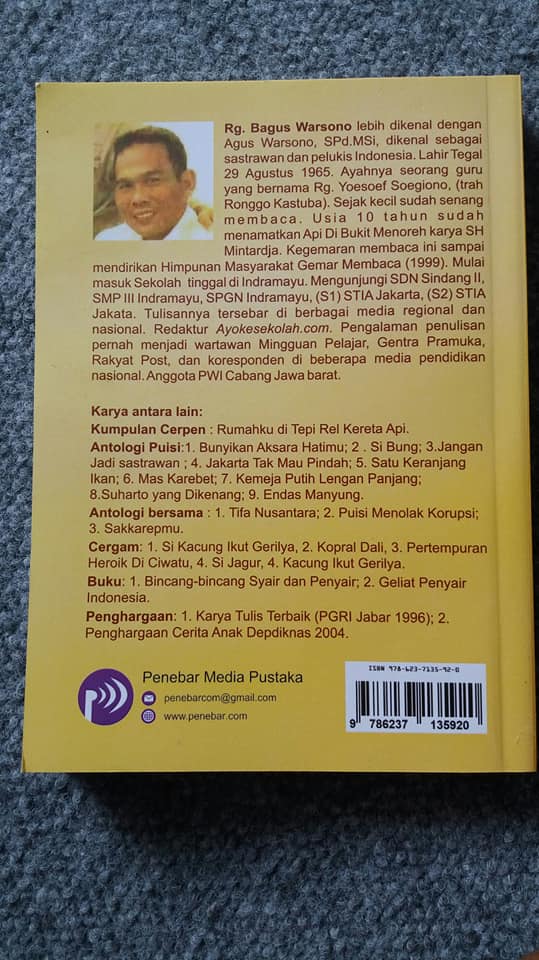 Rg. Bagus Warsono lebih dikenal dengan
Agus Warsono, SPd.MSi, dikenal sebagai
sastrawan dan pelukis Indonesia. Lahir Tegal
29 Agustus 1965. Ayahnya seorang guru
yang bernama Rg. Yoesoef Soegiono, (trah
Ronggo Kastuba). Sejak kecil sudah senang
membaca. Usia 10 tahun sudah
menamatkan Api Di Bukit Menoreh karya SH
Mintardja. Kegemaran membaca ini sampai
mendirikan Himpunan Masyarakat Gemar Membaca (1999). Mulai
masuk Sekolah tinggal di Indramayu. Mengunjungi SDN Sindang II,
SMP III Indramayu, SPGN Indramayu, (S1) STIA Jakarta, (S2) STIA
Jakata. Tulisannya tersebar di berbagai media regional dan
nasional. Redaktur Ayokesekolah.com. Pengalaman penulisan
pernah menjadi wartawan Mingguan Pelajar, Gentra Pramuka,
Rakyat Post, dan koresponden di beberapa media pendidikan
nasional. Anggota PWI Cabang Jawa barat.
Karya antara lain:
Kumpulan Cerpen : Rumahku di Tepi Rel Kereta Api.
Antologi Puisi:1. Bunyikan Aksara Hatimu; 2 . Si Bung; 3.Jangan
Jadi sastrawan ; 4. Jakarta Tak Mau Pindah; 5. Satu Keranjang
Ikan; 6. Mas Karebet; 7. Kemeja Putih Lengan Panjang;
8.Suharto yang Dikenang; 9. Endas Manyung.
Antologi bersama : 1. Tifa Nusantara; 2. Puisi Menolak Korupsi;
3. Sakkarepmu.
Cergam: 1. Si Kacung Ikut Gerilya, 2. Kopral Dali, 3. Pertempuran
Heroik Di Ciwatu, 4. Si Jagur, 4. Kacung Ikut Gerilya.
Buku: 1. Bincang-bincang Syair dan Penyair; 2. Geliat Penyair
Indonesia.
Penghargaan: 1. Karya Tulis Terbaik (PGRI Jabar 1996); 2.
Penghargaan Cerita Anak Depdiknas 2004.
Penebar Media Pustaka
penebarcom@gmail.com
www.penebar.com
ISBN 978-623-7135-92-0
9 786237 135920